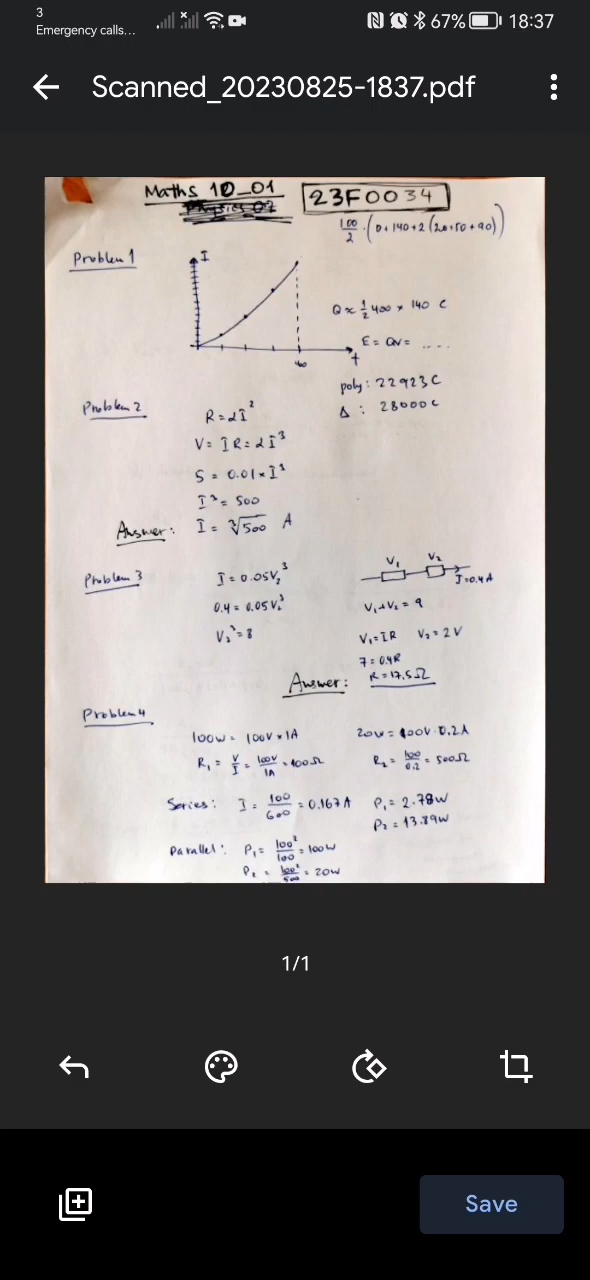 3
Emergency calls...
67%
18:37
Scanned_20230825-1837.pdf
Maths 10_01
23F0034
100/2 · (0+140+2(20+50+90))
Problem 1
I
Q ≈ 1/2 400 × 140 C
E = QV = ....
t
400
poly: 22923C
Δ : 28000C
Problem 2
R = αI²
V = IR = αI³
5 = 0.01 × I³
I³ = 500
Answer: I = ∛500 A
Problem 3
V₁ V₂
I=0.4A
I = 0.05V₂³
0.4 = 0.05V₂³
V₂³ = 8
V₁+V₂ = 9
V₁=IR V₂=2V
7 = 0.4R
Answer: R = 17.5Ω
Problem 4
100W = 100V × 1A
20W = 100V · 0.2A
R₁ = V/I = 100V/1A = 100Ω
R₂ = 100/0.2 = 500Ω
Series: I = 100/600 = 0.167A
P₁ = 2.78W
P₂ = 13.89W
Parallel: P₁ = 100²/100 = 100W
P₂ = 100²/500 = 20W
1/1
Save